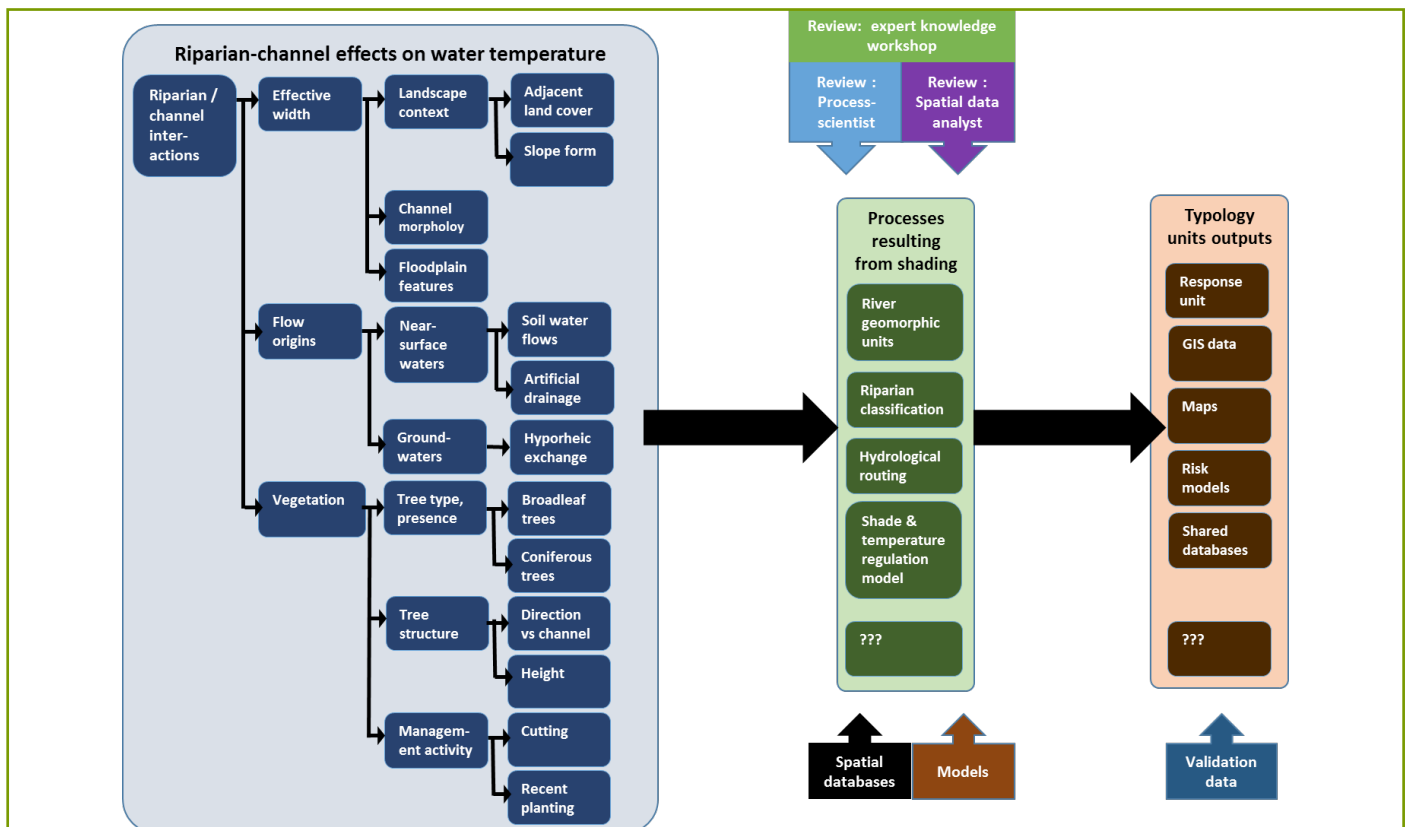 Riparian-channel effects on water temperature
Riparian /
channel
inter-
actions
Effective
width
Landscape
context
Adjacent
land cover
Slope form
Channel
morpholoy
Floodplain
features
Flow
origins
Near-
surface
waters
Soil water
flows
Artificial
drainage
Ground-
waters
Hyporheic
exchange
Vegetation
Tree type,
presence
Broadleaf
trees
Coniferous
trees
Tree
structure
Direction
vs channel
Height
Managem-
ent activity
Cutting
Recent
planting
Review:  expert knowledge
workshop
Review :
Process-
scientist
Review :
Spatial data
analyst
Processes
resulting
from shading
River
geomorphic
units
Riparian
classification
Hydrological
routing
Shade &
temperature
regulation
model
???
Spatial
databases
Models
Typology
units outputs
Response
unit
GIS data
Maps
Risk
models
Shared
databases
???
Validation
data